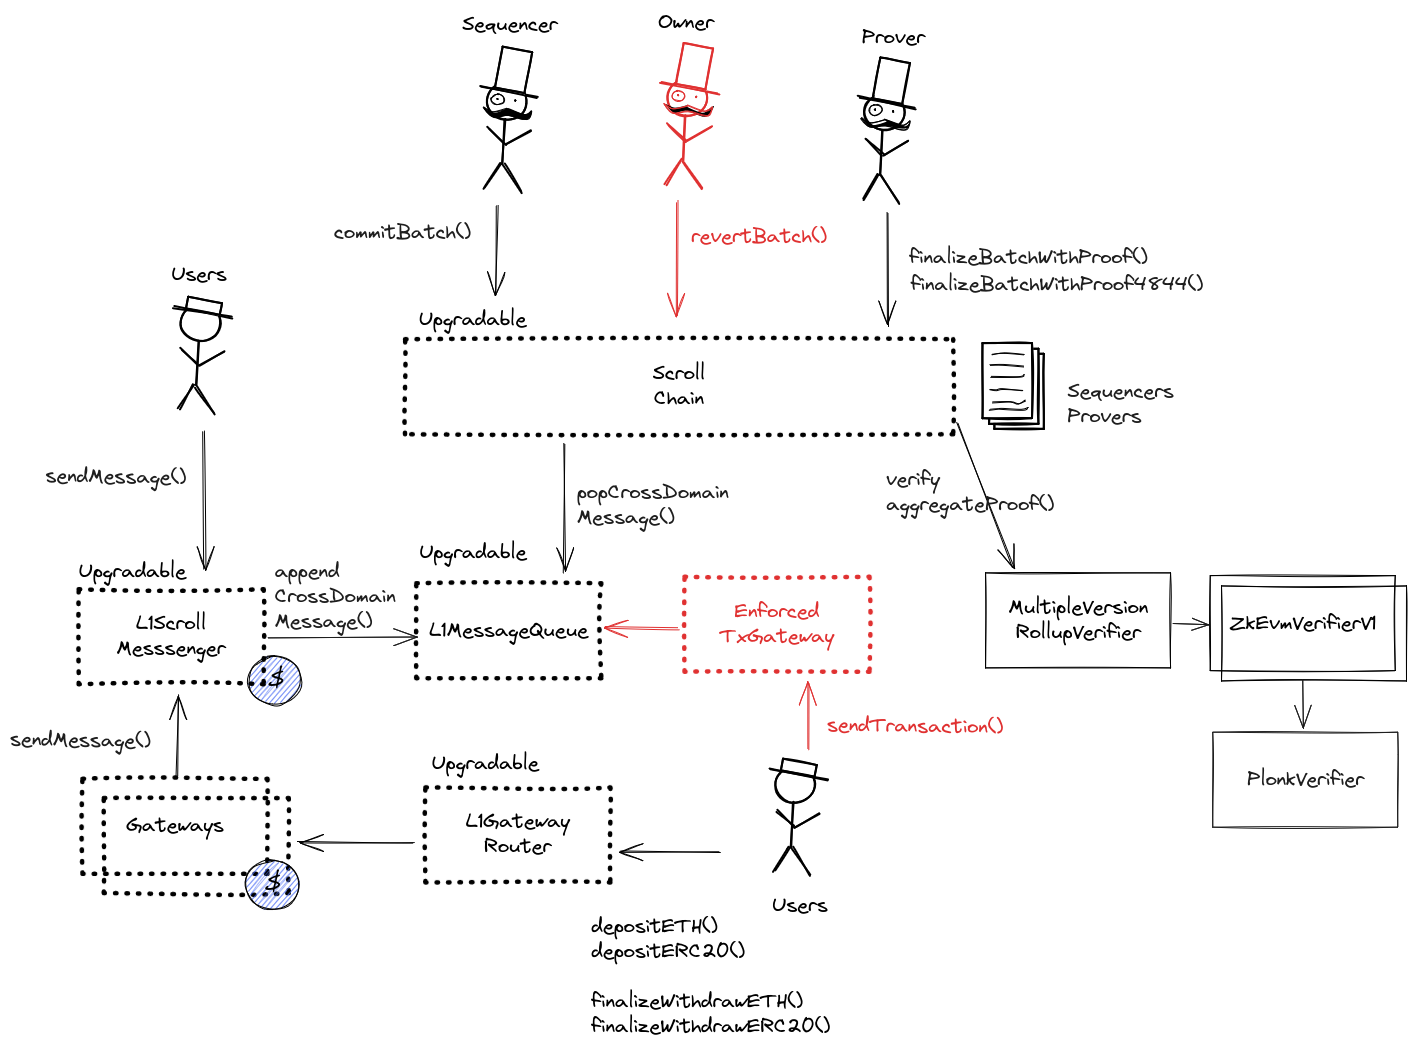 Sequencer
Owner
Prover
commitBatch()
revertBatch()
finalizeBatchWithProof()
finalizeBatchWithProof4844()
Users
Upgradable
Scroll
Chain
Sequencers
Provers
sendMessage()
popCrossDomain
Message()
verify
aggregateProof()
Upgradable
L1Scroll
Messsenger
$
append
CrossDomain
Message()
Upgradable
L1MessageQueue
Enforced
TxGateway
MultipleVersion
RollupVerifier
ZkEvmVerifierV1
PlonkVerifier
sendMessage()
sendTransaction()
Gateways
$
Upgradable
L1Gateway
Router
Users
depositETH()
depositERC20()
finalizeWithdrawETH()
finalizeWithdrawERC20()